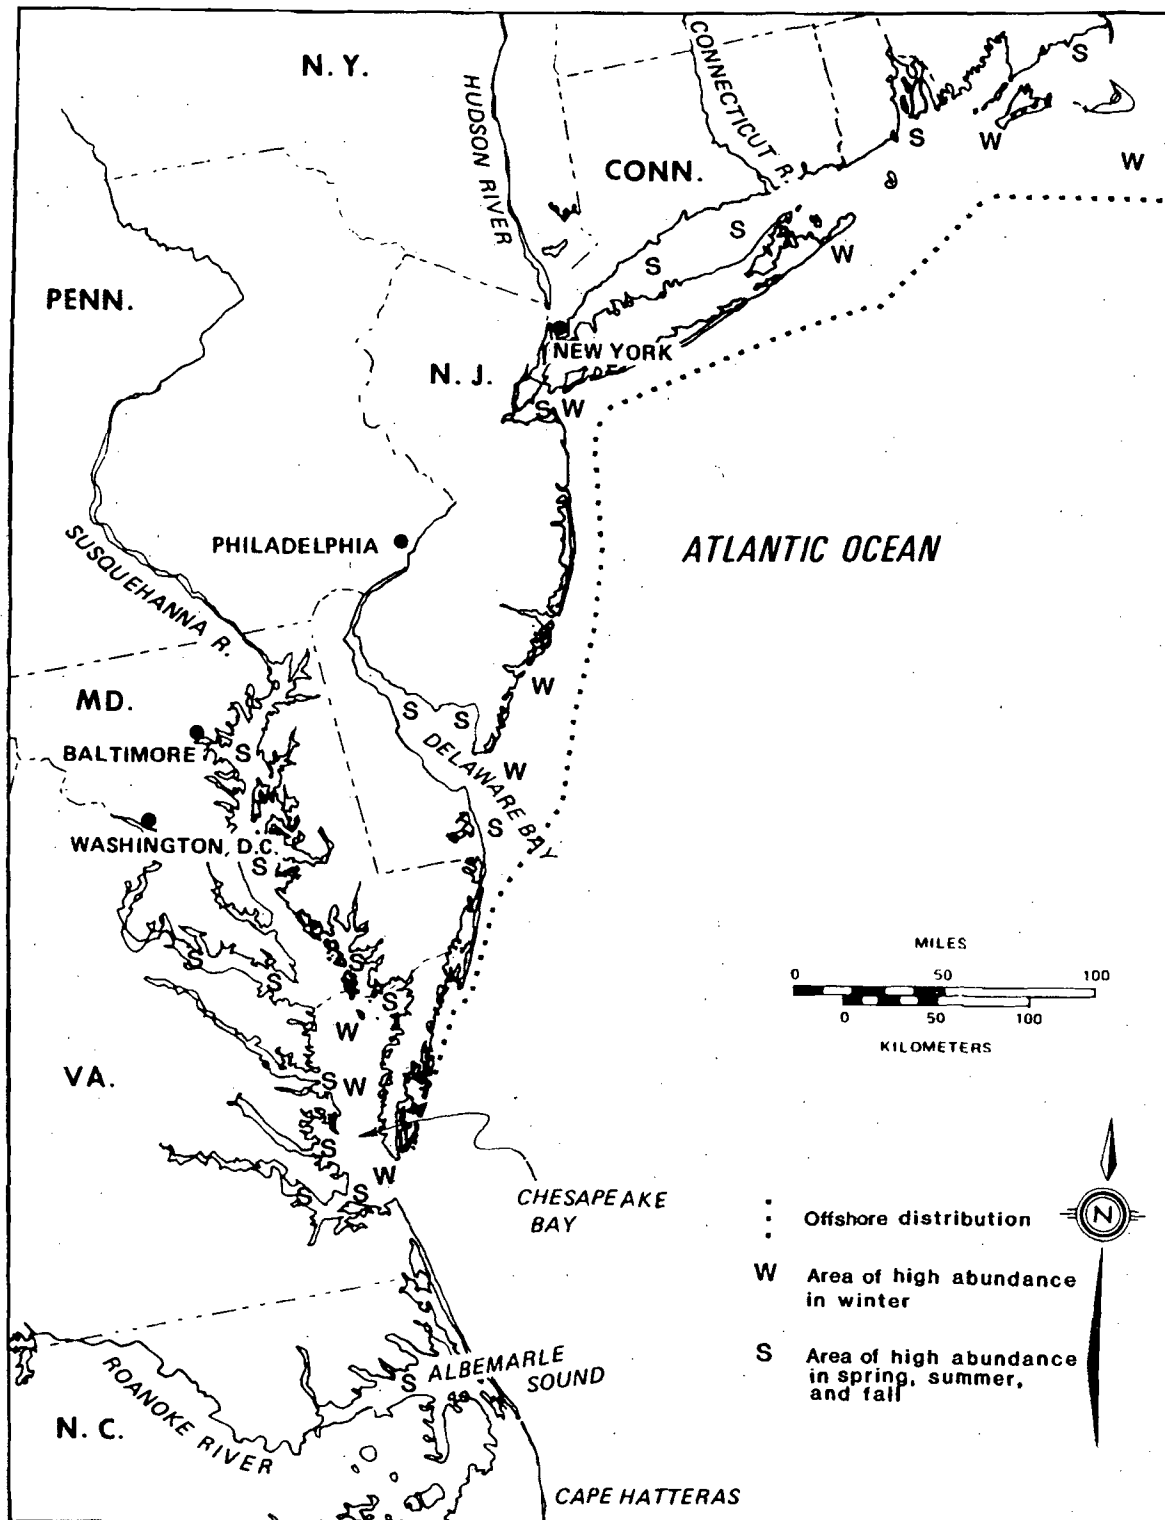 N. Y.
HUDSON RIVER
CONNECTICUT R.
S
S
W
W
CONN.
S
S
W
PENN.
NEW YORK
N. J.
S
W
SUSQUEHANNA R.
PHILADELPHIA
ATLANTIC OCEAN
MD.
W
S
S
BALTIMORE
S
DELAWARE BAY
W
S
WASHINGTON, D.C.
S
MILES
0 50 100
0 50 100
KILOMETERS
S
S
S
S
W
VA.
S
W
S
W
S
S
CHESAPEAKE
BAY
Offshore distribution
N
W Area of high abundance
in winter
S Area of high abundance
in spring, summer,
and fall
ALBEMARLE
SOUND
S
ROANOKE RIVER
N. C.
CAPE HATTERAS